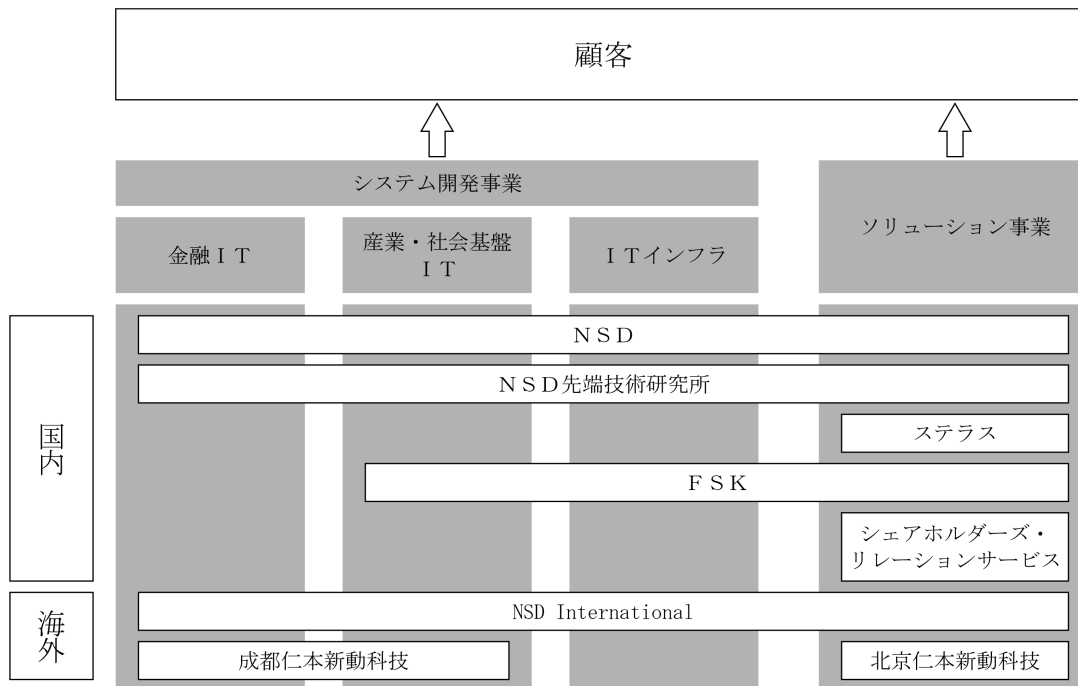 顧客
システム開発事業
ソリューション事業
金融ＩＴ
産業・社会基盤
ＩＴ
ＩＴインフラ
国内
ＮＳＤ
ＮＳＤ先端技術研究所
ステラス
ＦＳＫ
シェアホルダーズ・
リレーションサービス
海外
NSD International
成都仁本新動科技
北京仁本新動科技